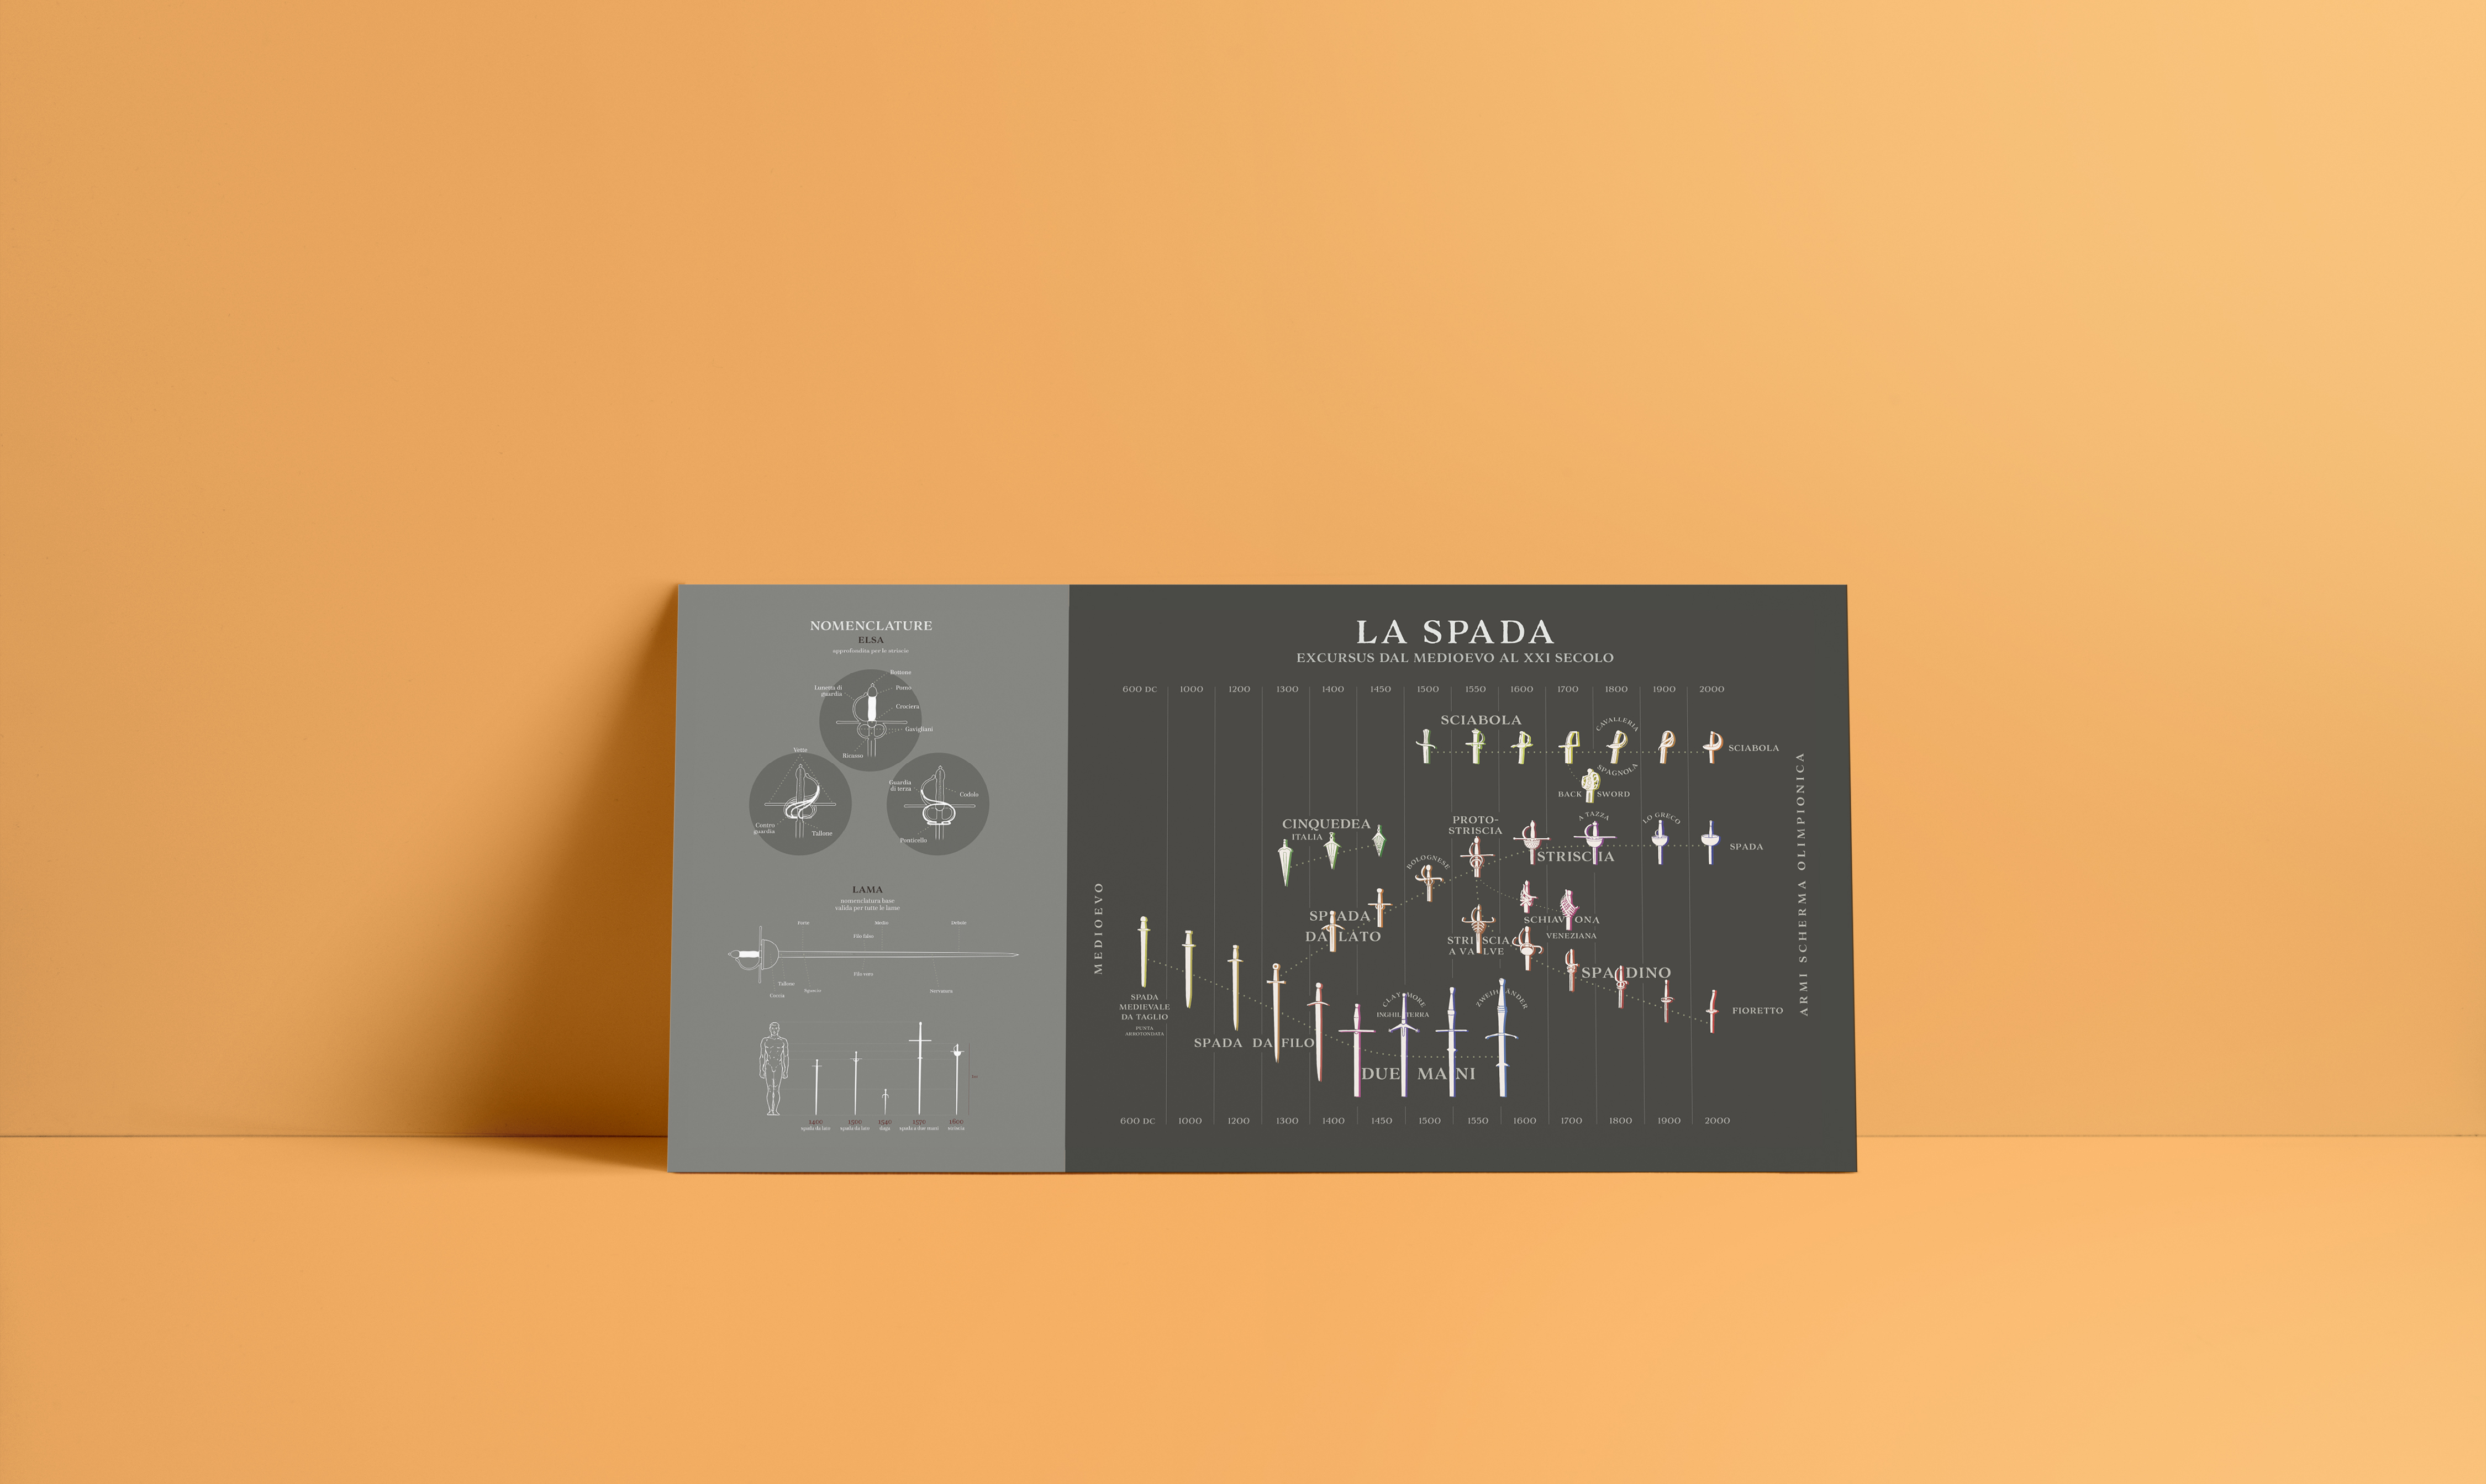 NOMENCLATURE
ELSA
approfondita per le striscie
Bottone
Lunetta di
guardia
Pomo
Crociera
Gavigliani
Ricasso
Vette
Contro
guardia
Tallone
Guardia
di terza
Codolo
Ponticello
LAMA
nomenclatura base
valida per tutte le lame
Forte
Medio
Debole
Filo falso
Filo vero
Tallone
Sguscio
Coccia
Nervatura
1400
1500
1540
1570
1600
spada da lato
spada da lato
daga
spada a due mani
striscia
LA SPADA
EXCURSUS DAL MEDIOEVO AL XXI SECOLO
600 DC 1000 1200 1300 1400 1450 1500 1550 1600 1700 1800 1900 2000
SCIABOLA
CAVALLERIA
SCIABOLA
SPAGNOLA
BACK SWORD
CINQUEDEA
ITALIA
PROTO-
STRISCIA
A TAZZA
LO GRECO
STRISCIA
SPADA
BOLOGNESE
SPADA
DA LATO
SCHIAVONA
VENEZIANA
STRISCIA
A VALVE
SPADINO
FIORETTO
MEDIOEVO
ARMI SCHERMA OLIMPIONICA
SPADA
MEDIEVALE
DA TAGLIO
PUNTA
ARROTONDATA
SPADA DA FILO
CLAYMORE
INGHILTERRA
ZWEIHÄNDER
DUE MANI
600 DC 1000 1200 1300 1400 1450 1500 1550 1600 1700 1800 1900 2000